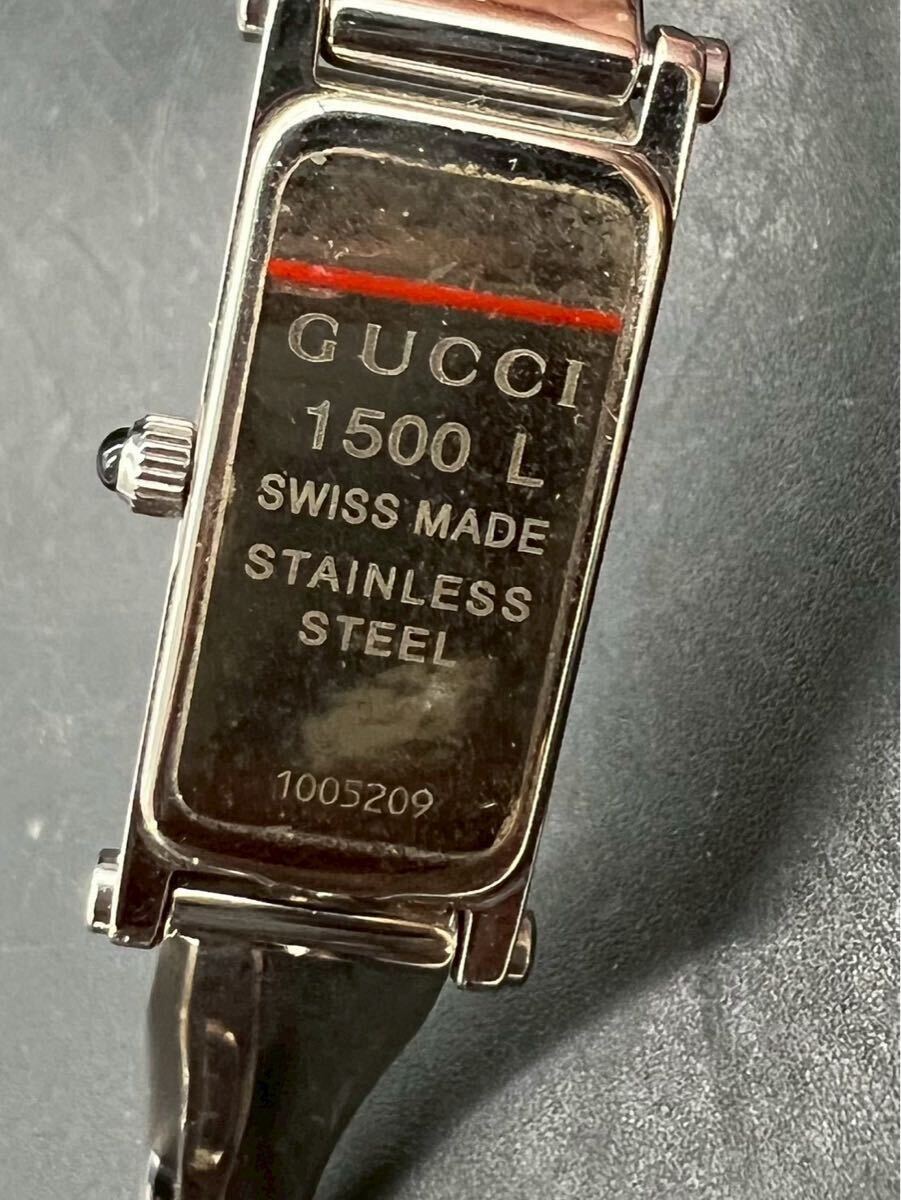 GUCCI
1500 L
SWISS MADE
STAINLESS
STEEL
1005209